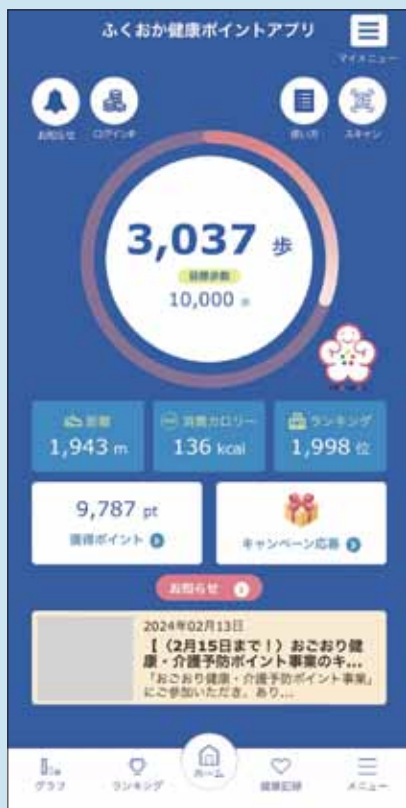 ふくおか健康ポイントアプリ
マイメニュー
お知らせ
ログイン中
使い方
スキャン
3,037 歩
目標歩数
10,000 歩
距離
1,943 m
消費カロリー
136 kcal
ランキング
1,998 位
9,787 pt
獲得ポイント
キャンペーン応募
お知らせ
2024年02月13日
【（2月15日まで！）おごおり健
康・介護予防ポイント事業のキ...
「おごおり健康・介護予防ポイント事業」
にご参加いただき、あり...
グラフ
ランキング
ホーム
健康記録
メニュー